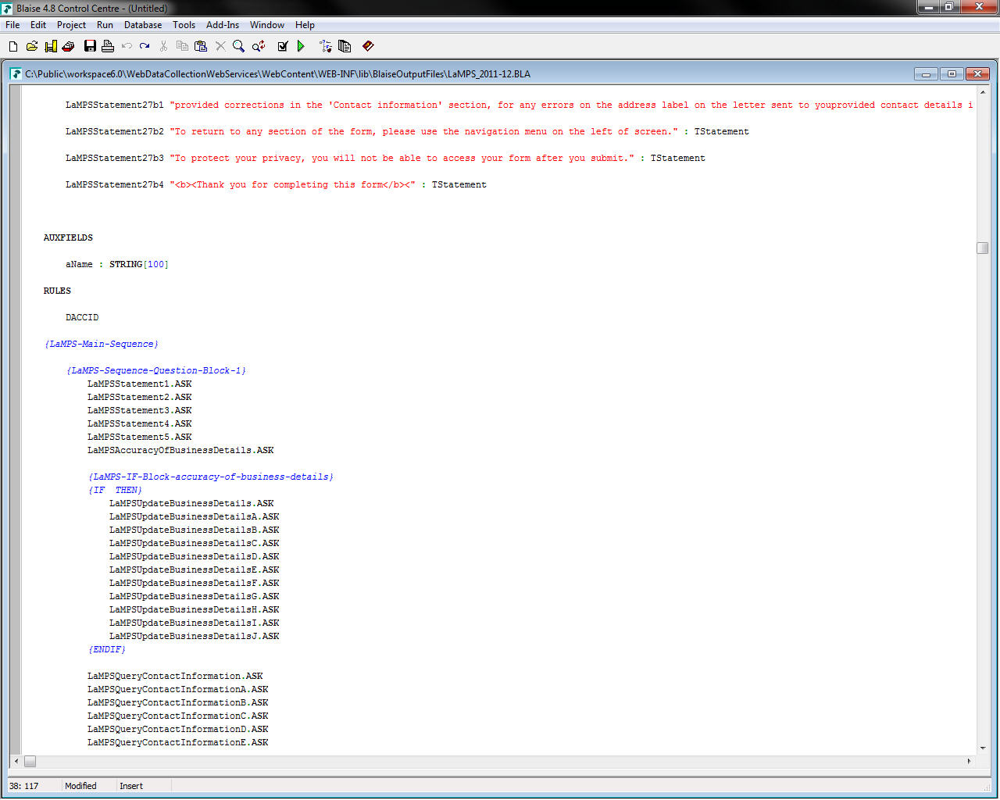 Blaise 4.8 Control Centre - (Untitled)
File Edit Project Run Database Tools Add-Ins Window Help
C:\Public\workspace6.0\WebDataCollectionWebServices\WebContent\WEB-INF\lib\BlaiseOutputFiles\LaMPS_2011-12.BLA
LaMPSStatement27b1 "provided corrections in the 'Contact information' section, for any errors on the address label on the letter sent to youprovided contact details i
LaMPSStatement27b2 "To return to any section of the form, please use the navigation menu on the left of screen." : TStatement
LaMPSStatement27b3 "To protect your privacy, you will not be able to access your form after you submit." : TStatement
LaMPSStatement27b4 "<b><Thank you for completing this form</b><" : TStatement
AUXFIELDS
aName : STRING[100]
RULES
DACCID
{LaMPS-Main-Sequence}
{LaMPS-Sequence-Question-Block-1}
LaMPSStatement1.ASK
LaMPSStatement2.ASK
LaMPSStatement3.ASK
LaMPSStatement4.ASK
LaMPSStatement5.ASK
LaMPSAccuracyOfBusinessDetails.ASK
{LaMPS-IF-Block-accuracy-of-business-details}
{IF  THEN}
LaMPSUpdateBusinessDetails.ASK
LaMPSUpdateBusinessDetailsA.ASK
LaMPSUpdateBusinessDetailsB.ASK
LaMPSUpdateBusinessDetailsC.ASK
LaMPSUpdateBusinessDetailsD.ASK
LaMPSUpdateBusinessDetailsE.ASK
LaMPSUpdateBusinessDetailsF.ASK
LaMPSUpdateBusinessDetailsG.ASK
LaMPSUpdateBusinessDetailsH.ASK
LaMPSUpdateBusinessDetailsI.ASK
LaMPSUpdateBusinessDetailsJ.ASK
{ENDIF}
LaMPSQueryContactInformation.ASK
LaMPSQueryContactInformationA.ASK
LaMPSQueryContactInformationB.ASK
LaMPSQueryContactInformationC.ASK
LaMPSQueryContactInformationD.ASK
LaMPSQueryContactInformationE.ASK
38: 117 Modified Insert